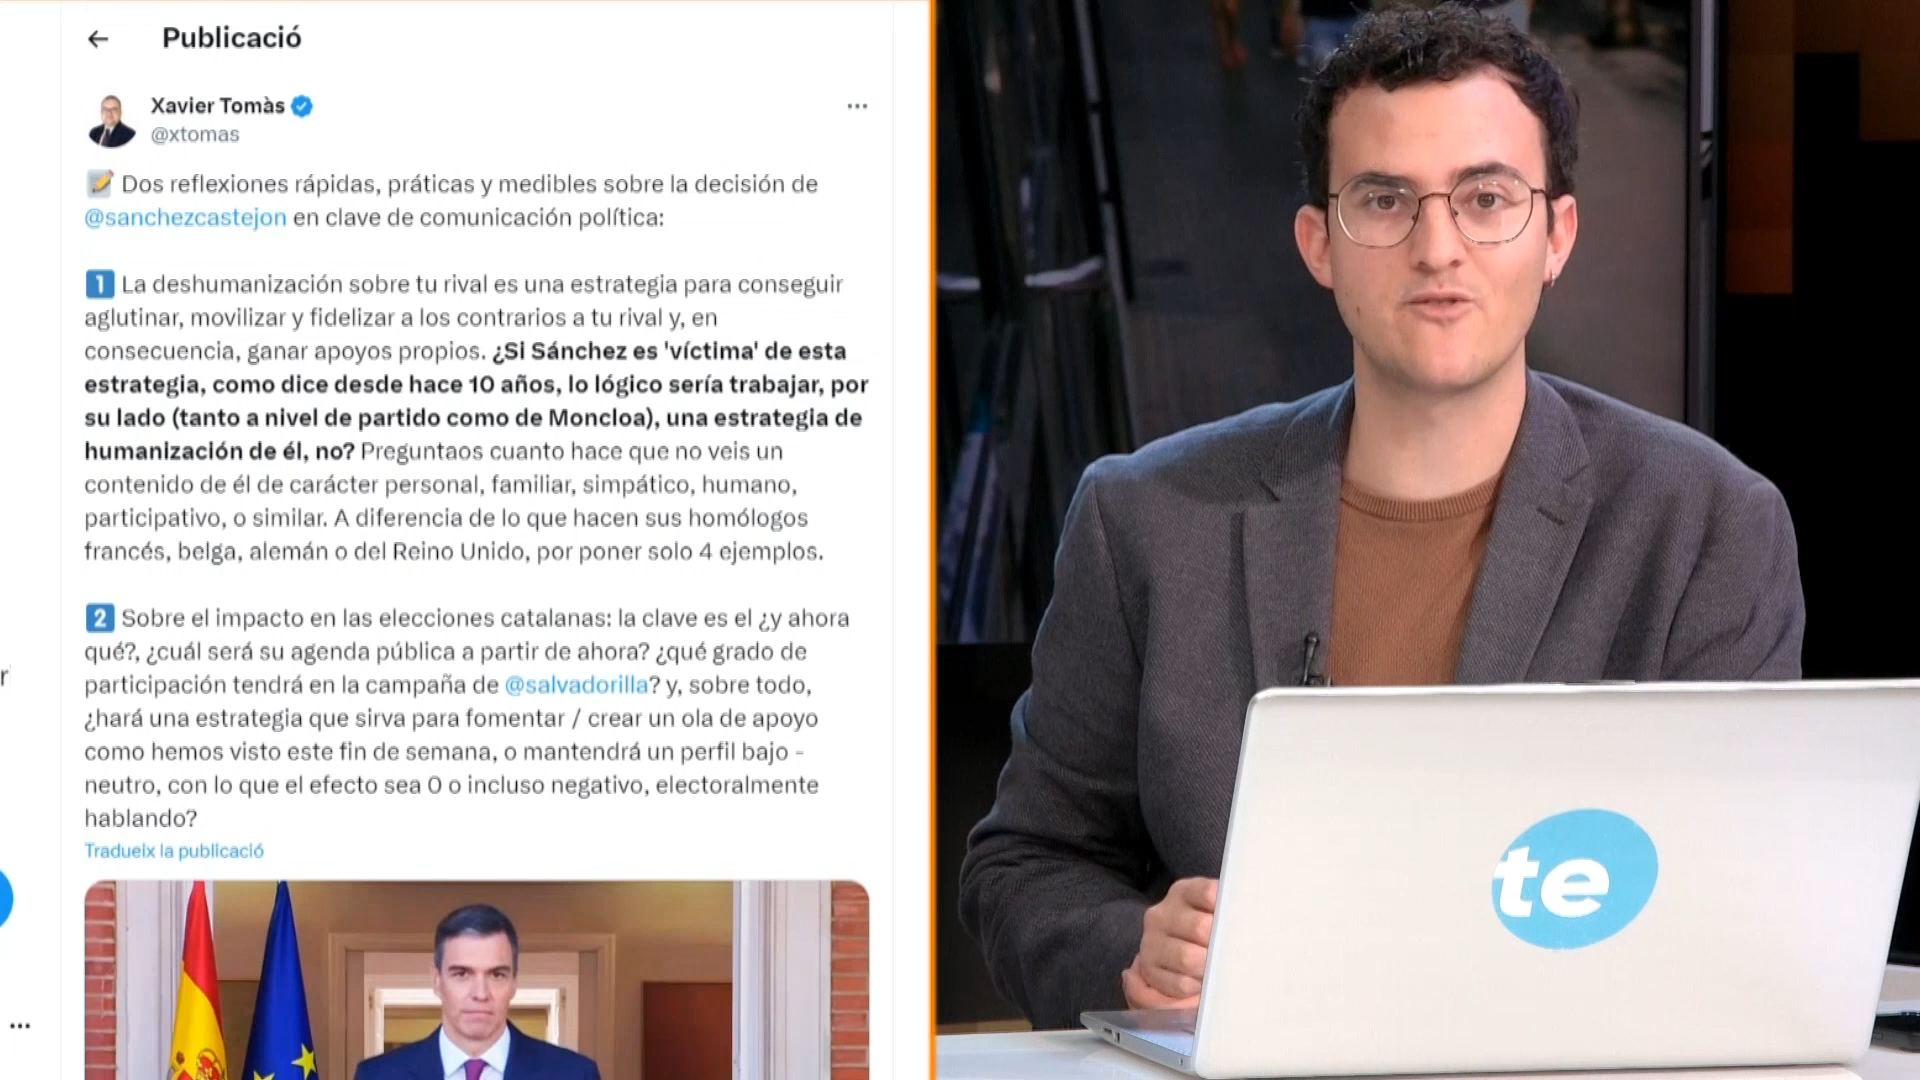 Publicació
Xavier Tomàs
@xtomas
Dos reflexiones rápidas, práticas y medibles sobre la decisión de
@sanchezcastejon en clave de comunicación política:
1 La deshumanización sobre tu rival es una estrategia para conseguir
aglutinar, movilizar y fidelizar a los contrarios a tu rival y, en
consecuencia, ganar apoyos propios. ¿Si Sánchez es 'víctima' de esta
estrategia, como dice desde hace 10 años, lo lógico sería trabajar, por
su lado (tanto a nivel de partido como de Moncloa), una estrategia de
humanización de él, no? Preguntaos cuanto hace que no veis un
contenido de él de carácter personal, familiar, simpático, humano,
participativo, o similar. A diferencia de lo que hacen sus homólogos
francés, belga, alemán o del Reino Unido, por poner solo 4 ejemplos.
2 Sobre el impacto en las elecciones catalanas: la clave es el ¿y ahora
qué?, ¿cuál será su agenda pública a partir de ahora? ¿qué grado de
participación tendrá en la campaña de @salvadorilla? y, sobre todo,
¿hará una estrategia que sirva para fomentar / crear un ola de apoyo
como hemos visto este fin de semana, o mantendrá un perfil bajo -
neutro, con lo que el efecto sea 0 o incluso negativo, electoralmente
hablando?
Tradueix la publicació
r
te